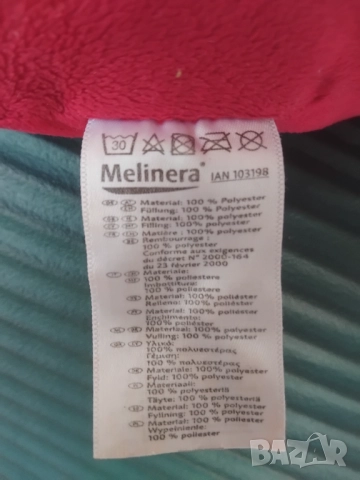 30
Melinera® IAN 103198
Material: 100 % Polyester
Füllung: 100 % Polyester
Material: 100 % Polyester
Filling: 100 % Polyester
Matière: 100 % Polyester
Rembourrage:
100 % Polyester
Conforme aux exigences
du décret N° 2000-164
du 23 février 2000
Materiale:
100 % poliestere
Imbottitura:
100 % poliestere
Material: 100 % poliéster
Relleno: 100 % poliéster
Material: 100 % poliéster
Enchimento:
100% poliéster
Materiaal: 100 % polyester
Vulling: 100 % polyester
Υλικά:
100% πολυεστέρας
Γέμιση:
100% πολυεστέρας
Materiale: 100 % polyester
Fyld: 100% polyester
Materiaali:
100 % polyesteriä
Täyte: 100 % polyesteriä
Material: 100 % polyester
Fyllning: 100 % polyester
Materiał: 100 % poliester
Wypełnienie:
100 % poliester
BAZAR